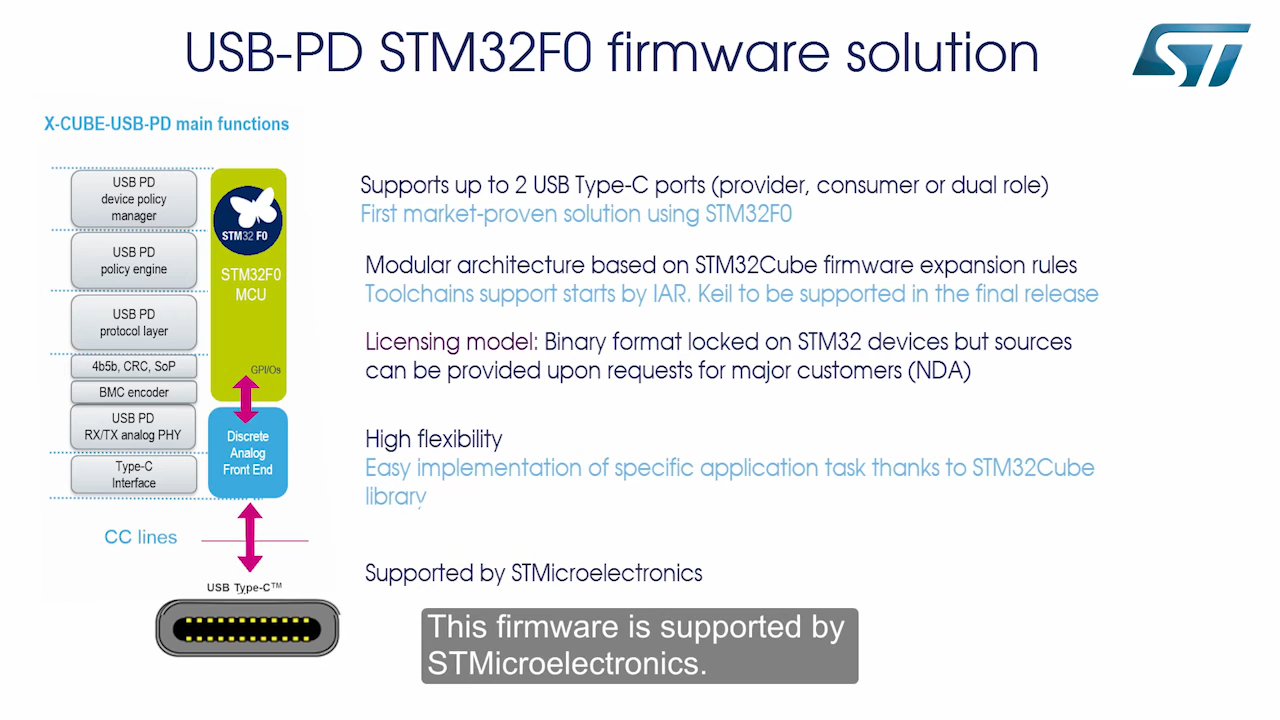 USB-PD STM32F0 firmware solution
ST
X-CUBE-USB-PD main functions
USB PD
device policy
manager
USB PD
policy engine
USB PD
protocol layer
4b5b, CRC, SoP
BMC encoder
USB PD
RX/TX analog PHY
Type-C
Interface
STM32 F0
STM32F0
MCU
GPI/Os
Discrete
Analog
Front End
CC lines
USB Type-C™
Supports up to 2 USB Type-C ports (provider, consumer or dual role)
First market-proven solution using STM32F0
Modular architecture based on STM32Cube firmware expansion rules
Toolchains support starts by IAR. Keil to be supported in the final release
Licensing model: Binary format locked on STM32 devices but sources
can be provided upon requests for major customers (NDA)
High flexibility
Easy implementation of specific application task thanks to STM32Cube
library
Supported by STMicroelectronics
This firmware is supported by
STMicroelectronics.